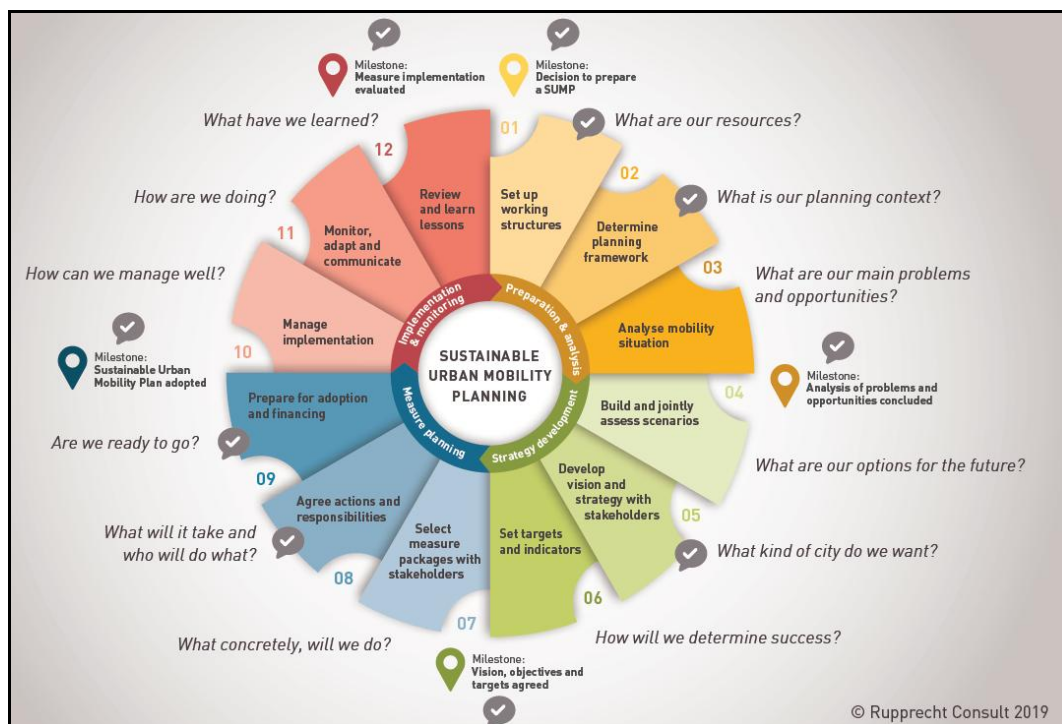 Milestone:
Measure implementation
evaluated
Milestone:
Decision to prepare
a SUMP
What have we learned?
12
Review
and learn
lessons
01
Set up
working
structures
What are our resources?
02
Determine
planning
framework
What is our planning context?
03
Analyse mobility
situation
What are our main problems
and opportunities?
Milestone:
Analysis of problems and
opportunities concluded
04
Build and jointly
assess scenarios
What are our options for the future?
05
Develop
vision and
strategy with
stakeholders
What kind of city do we want?
06
Set targets
and indicators
How will we determine success?
Milestone:
Vision, objectives and
targets agreed
07
Select
measure
packages with
stakeholders
What concretely, will we do?
08
Agree actions and
responsibilities
What will it take and
who will do what?
09
Prepare for adoption
and financing
Are we ready to go?
Milestone:
Sustainable Urban
Mobility Plan adopted
10
Manage
implementation
How can we manage well?
11
Monitor,
adapt and
communicate
How are we doing?
Implementation
& monitoring
Preparation & analysis
Strategy development
Measure planning
SUSTAINABLE
URBAN MOBILITY
PLANNING
© Rupprecht Consult 2019